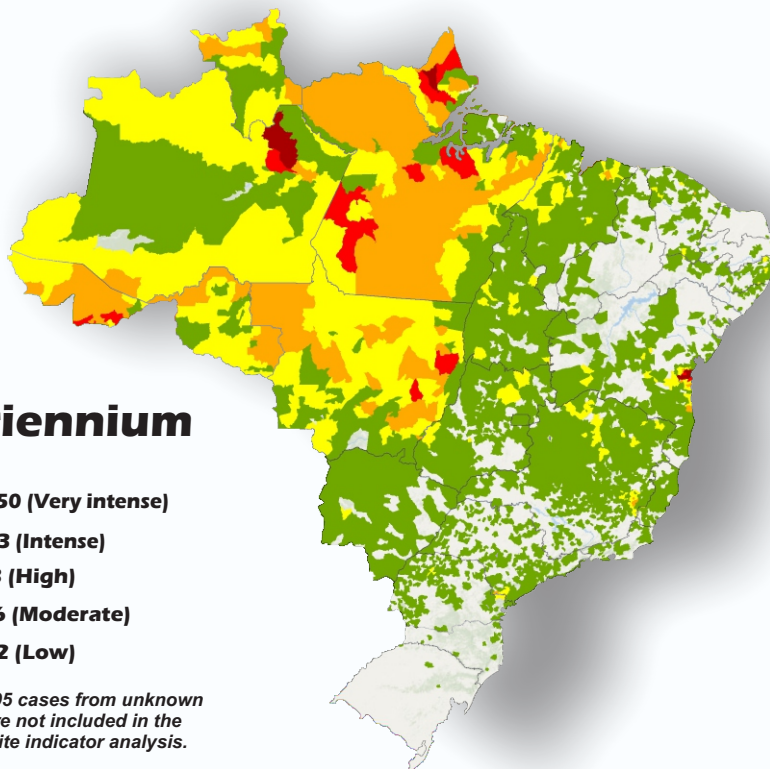 iennium
50 (Very intense)
3 (Intense)
(High)
(Moderate)
2 (Low)
95 cases from unknown
e not included in the
ite indicator analysis.